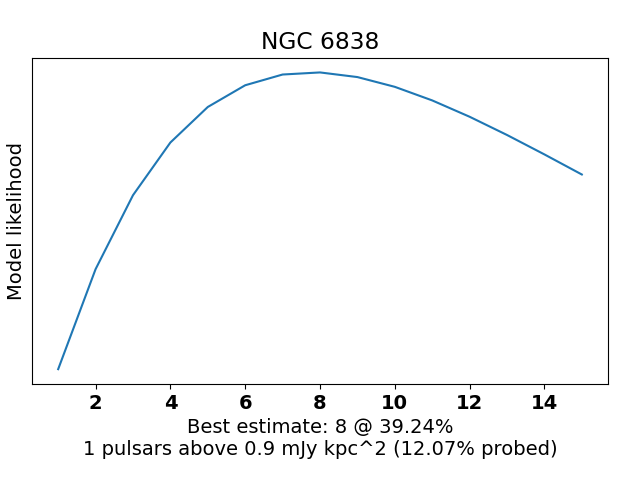 NGC 6838
Model likelihood
2 4 6 8 10 12 14
Best estimate: 8 @ 39.24%
1 pulsars above 0.9 mJy kpc^2 (12.07% probed)